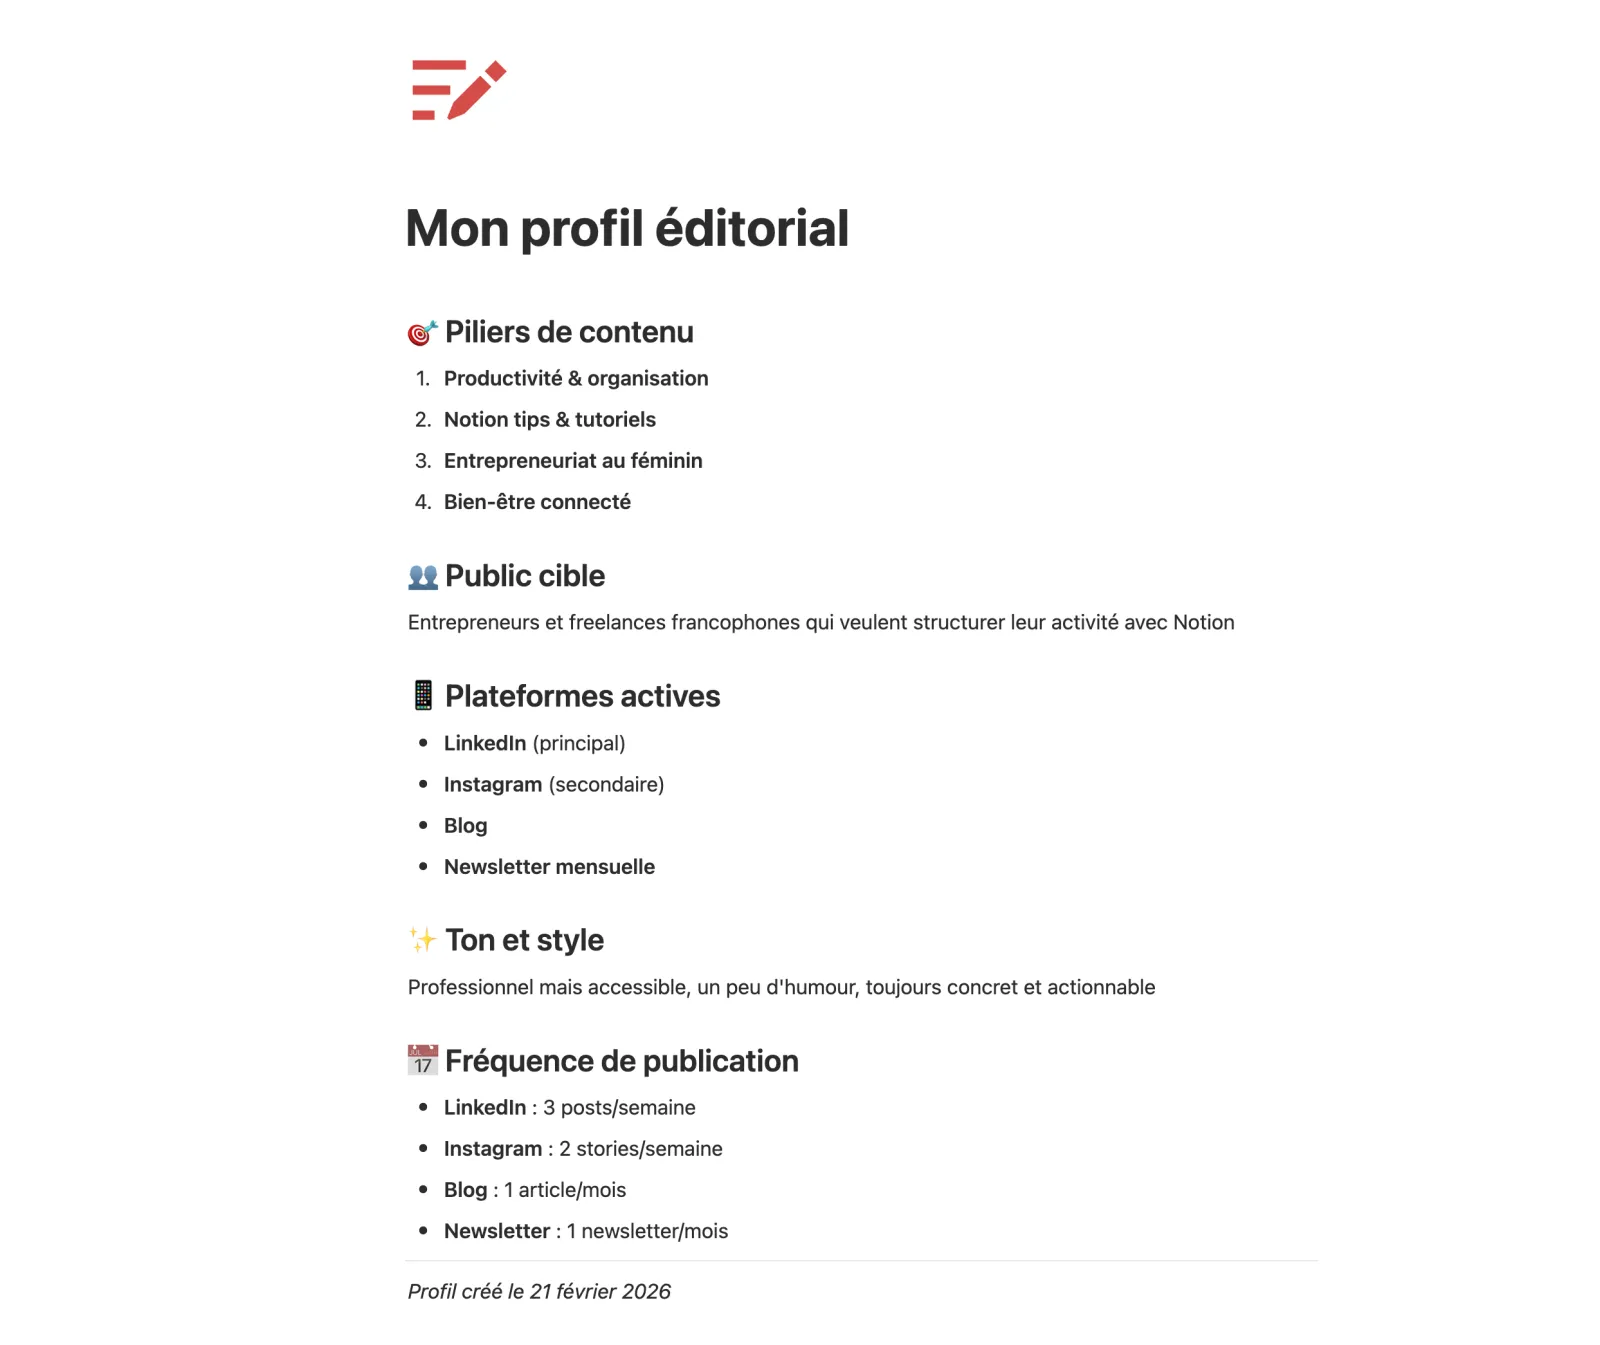 Mon profil éditorial
🎯 Piliers de contenu
1. Productivité & organisation
2. Notion tips & tutoriels
3. Entrepreneuriat au féminin
4. Bien-être connecté
👥 Public cible
Entrepreneurs et freelances francophones qui veulent structurer leur activité avec Notion
📱 Plateformes actives
• LinkedIn (principal)
• Instagram (secondaire)
• Blog
• Newsletter mensuelle
✨ Ton et style
Professionnel mais accessible, un peu d'humour, toujours concret et actionnable
📅 Fréquence de publication
• LinkedIn : 3 posts/semaine
• Instagram : 2 stories/semaine
• Blog : 1 article/mois
• Newsletter : 1 newsletter/mois
Profil créé le 21 février 2026